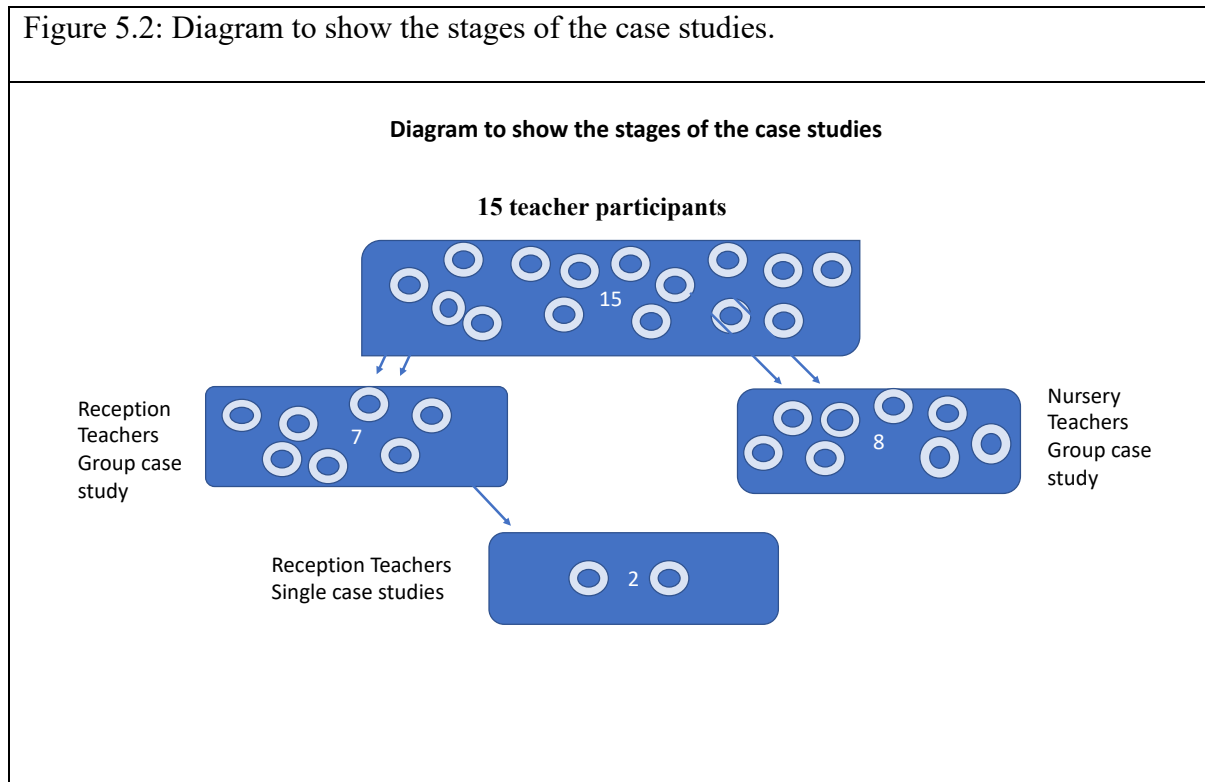 Figure 5.2: Diagram to show the stages of the case studies.
Diagram to show the stages of the case studies
15 teacher participants
15
Reception
Teachers
Group case
study
7
8
Nursery
Teachers
Group case
study
Reception Teachers
Single case studies
2